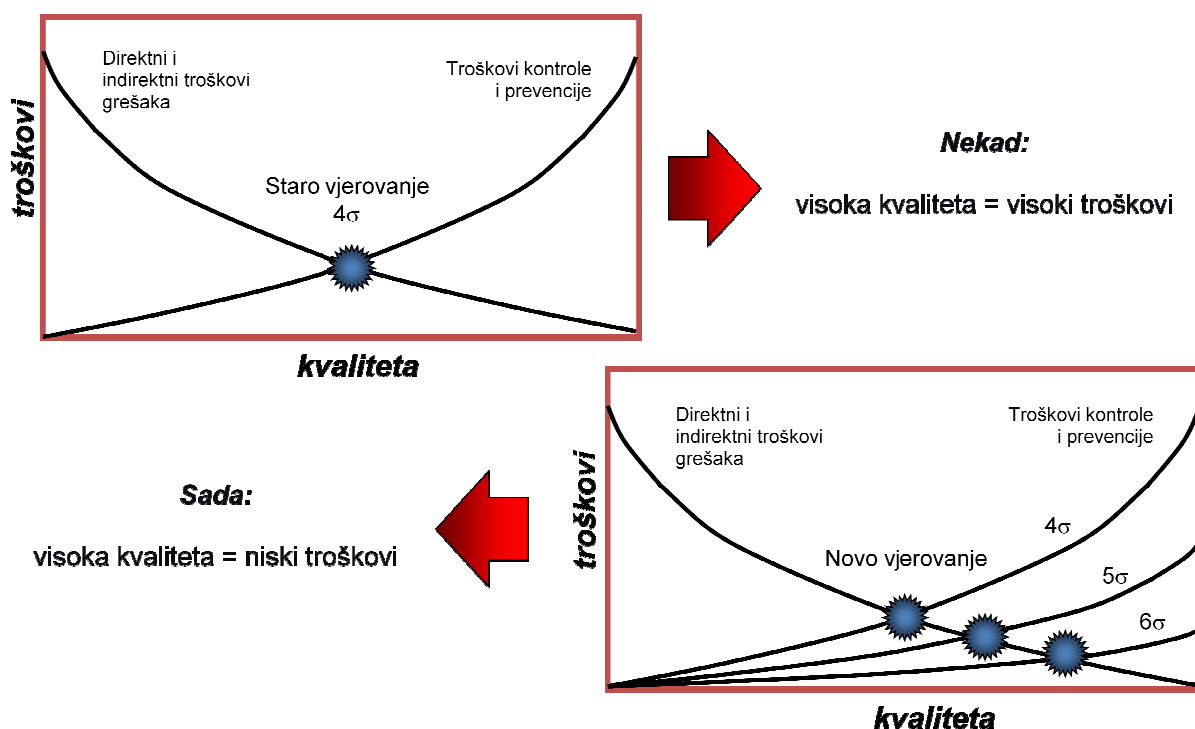 Direktni i
indirektni troškovi
grešaka
Troškovi kontrole
i prevencije
troškovi
Staro vjerovanje
4σ
kvaliteta
Nekad:
visoka kvaliteta = visoki troškovi
Direktni i
indirektni troškovi
grešaka
Troškovi kontrole
i prevencije
troškovi
Novo vjerovanje
4σ
5σ
6σ
kvaliteta
Sada:
visoka kvaliteta = niski troškovi